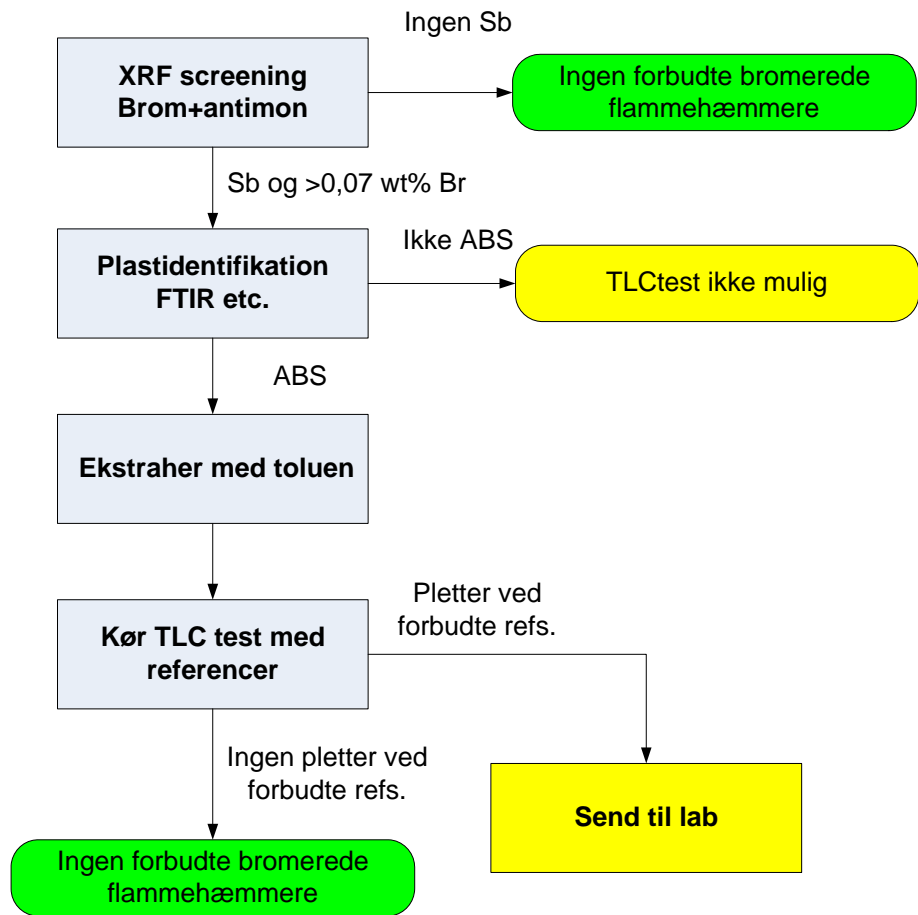 Ingen Sb
XRF screening
Brom+antimon
Ingen forbudte bromerede
flammehæmmere
Sb og >0,07 wt% Br
Ikke ABS
Plastidentifikation
FTIR etc.
TLCtest ikke mulig
ABS
Ekstraher med toluen
Pletter ved
forbudte refs.
Kør TLC test med
referencer
Ingen pletter ved
forbudte refs.
Send til lab
Ingen forbudte bromerede
flammehæmmere